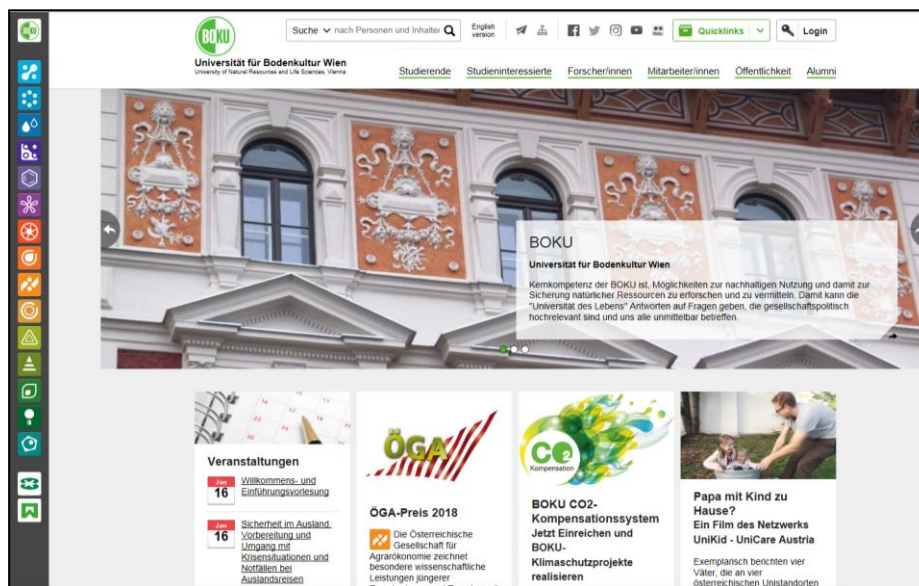 BOKU
Suche nach Personen und Inhalten
English
version
Quicklinks
Login
Universität für Bodenkultur Wien
University of Natural Resources and Life Sciences, Vienna
Studierende Studieninteressierte Forscher/innen Mitarbeiter/innen Öffentlichkeit Alumni
BOKU
Universität für Bodenkultur Wien
Kernkompetenz der BOKU ist, Möglichkeiten zur nachhaltigen Nutzung und damit zur
Sicherung natürlicher Ressourcen zu erforschen und zu vermitteln. Damit kann die
"Universität des Lebens" Antworten auf Fragen geben, die gesellschaftspolitisch
hochrelevant sind und uns alle unmittelbar betreffen.
Veranstaltungen
Jan
16
Willkommens- und
Einführungsvorlesung
Jan
16
Sicherheit im Ausland.
Vorbereitung und
Umgang mit
Krisensituationen und
Notfällen bei
Auslandsreisen
ÖGA
ÖGA-Preis 2018
Die Österreichische
Gesellschaft für
Agrarökonomie zeichnet
besondere wissenschaftliche
Leistungen jüngerer
CO2
Kompensation
BOKU CO2-
Kompensationssystem
Jetzt Einreichen und
BOKU-
Klimaschutzprojekte
realisieren
Papa mit Kind zu
Hause?
Ein Film des Netzwerks
UniKid - UniCare Austria
Exemplarisch berichten vier
Väter, die an vier
österreichischen Unistandorten